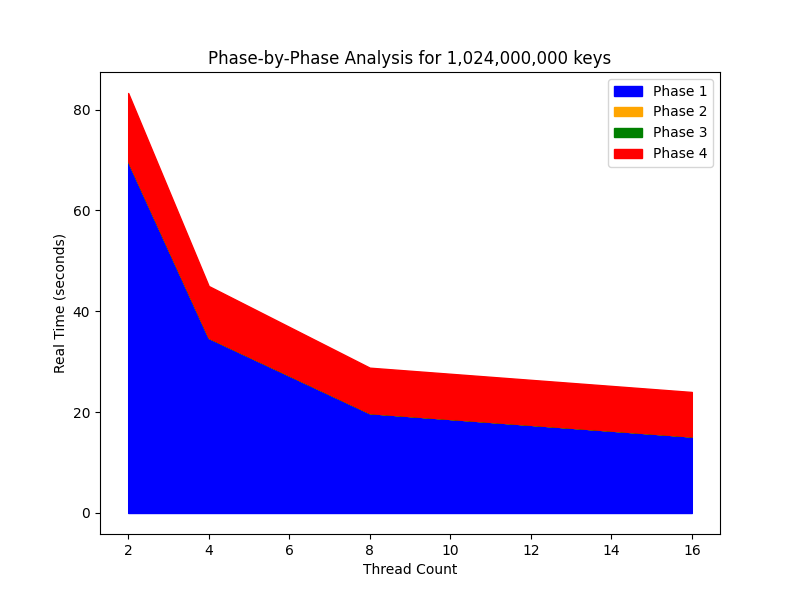 Phase-by-Phase Analysis for 1,024,000,000 keys
Phase 1
Phase 2
Phase 3
Phase 4
80
60
40
20
0
Real Time (seconds)
2 4 6 8 10 12 14 16
Thread Count